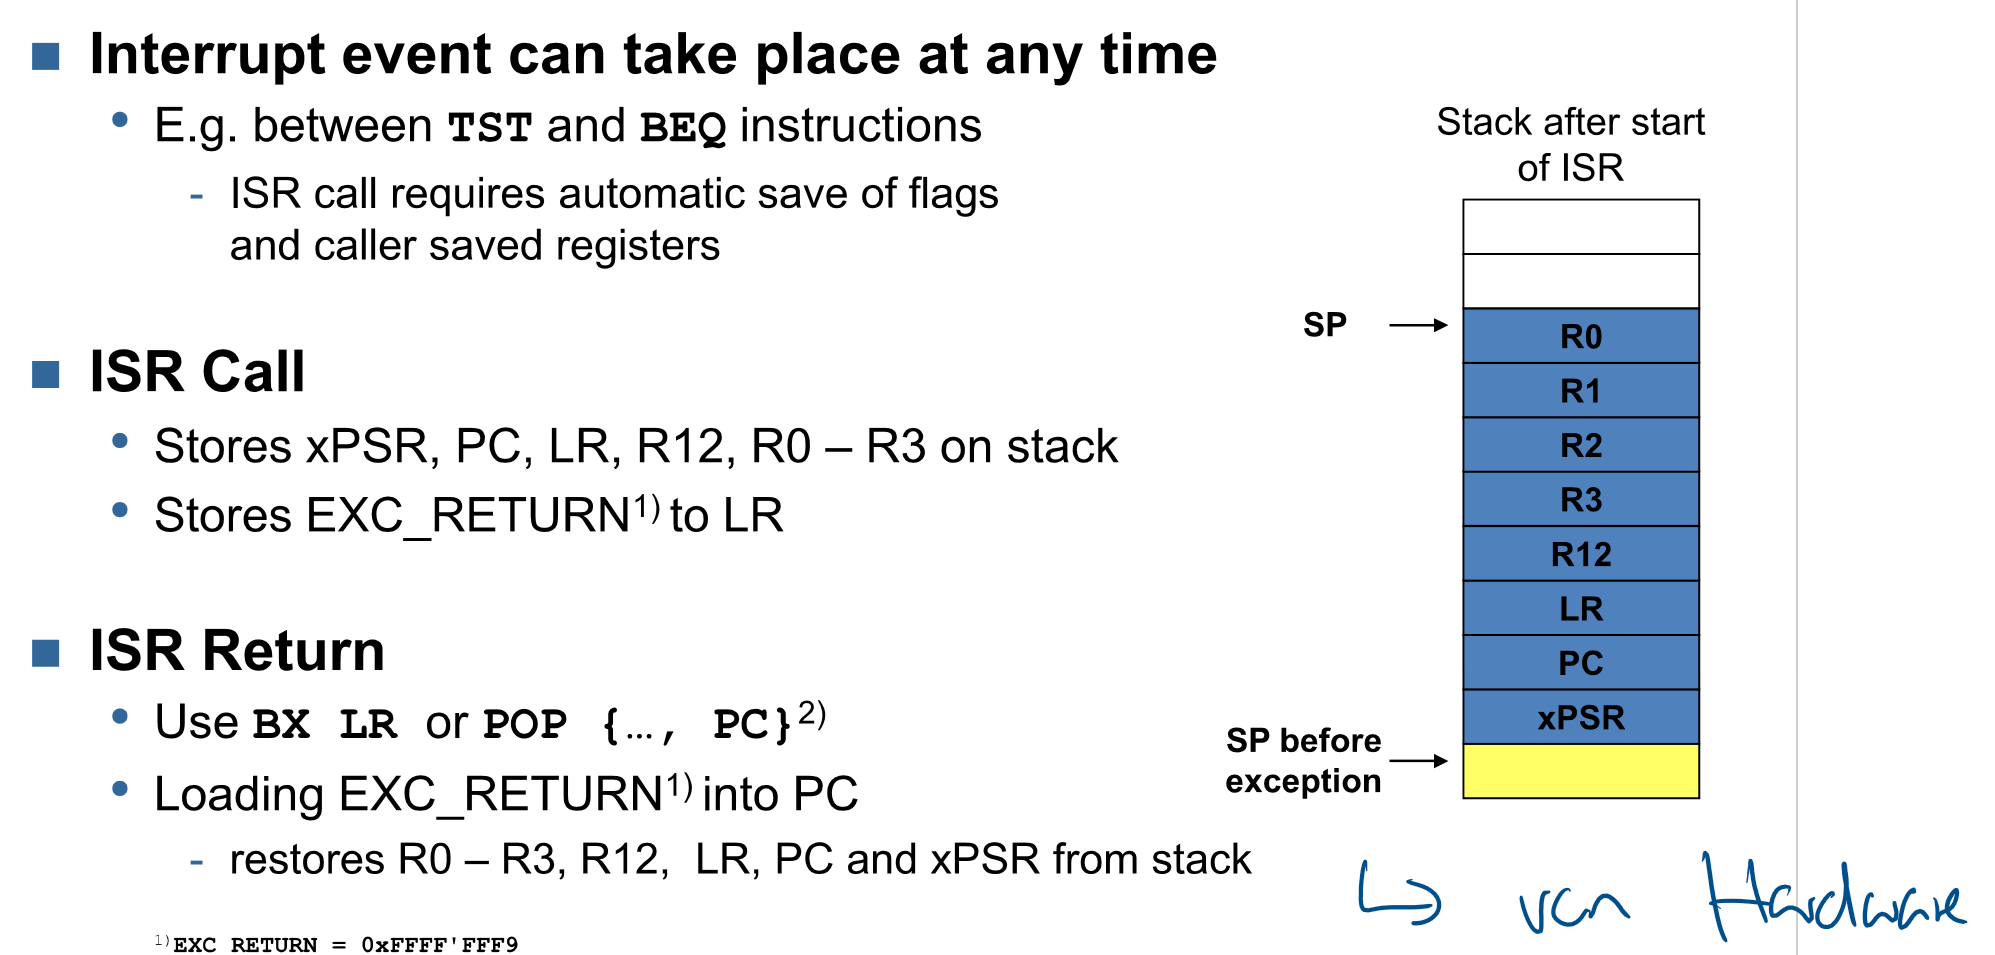 Interrupt event can take place at any time
E.g. between TST and BEQ instructions
- ISR call requires automatic save of flags
and caller saved registers
ISR Call
Stores xPSR, PC, LR, R12, R0 – R3 on stack
Stores EXC_RETURN1) to LR
ISR Return
Use BX LR or POP {…, PC}2)
Loading EXC_RETURN1) into PC
- restores R0 – R3, R12, LR, PC and xPSR from stack
1)EXC RETURN = 0xFFFF'FFF9
Stack after start
of ISR
SP
R0
R1
R2
R3
R12
LR
PC
xPSR
SP before
exception
↳ von Hardware